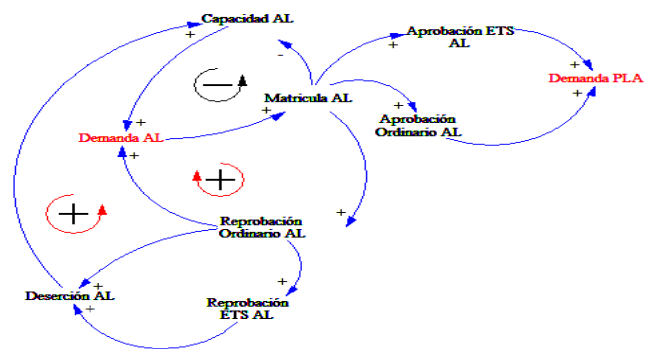 Capacidad AL
Aprobación ETS
AL
Demanda PLA
Matricula AL
Aprobación
Ordinario AL
Demanda AL
Reprobación
Ordinario AL
Deserción AL
Reprobación
ETS AL